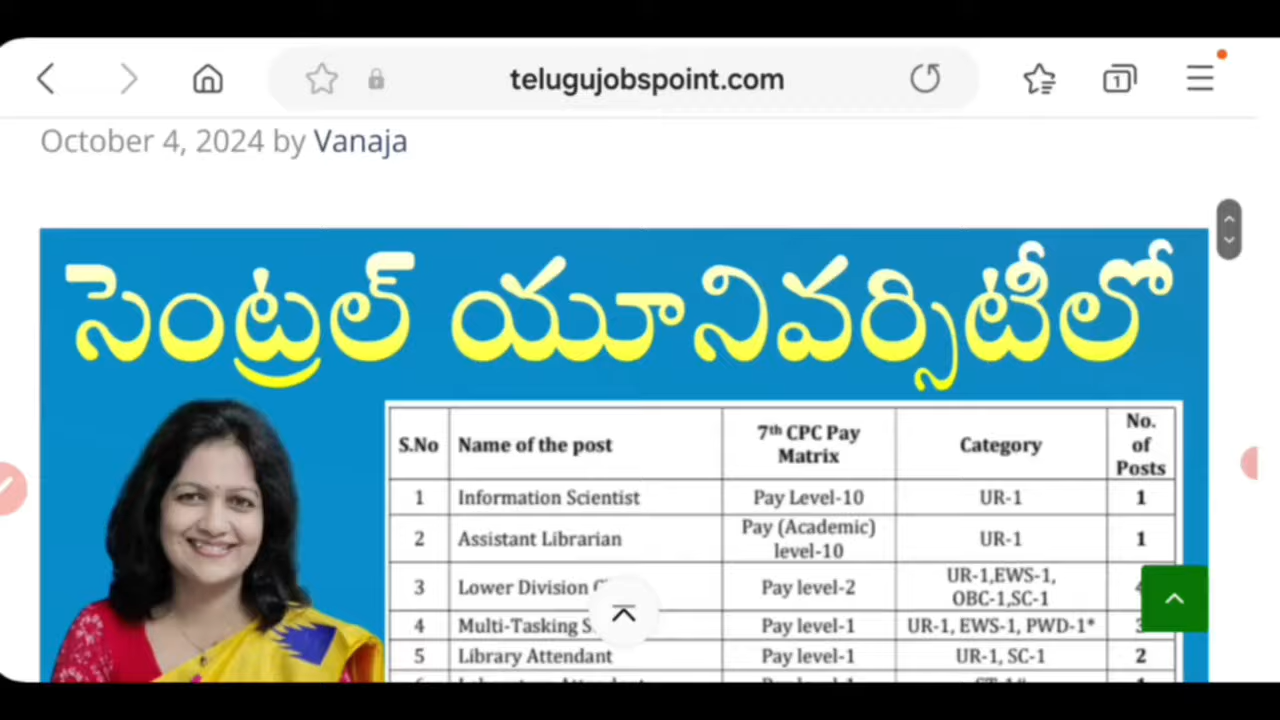 telugujobspoint.com
1
October 4, 2024 by Vanaja
సెంట్రల్ యూనివర్సిటీలో
S.No Name of the post 7th CPC Pay Matrix Category No. of Posts
1 Information Scientist Pay Level-10 UR-1 1
2 Assistant Librarian Pay (Academic) level-10 UR-1 1
3 Lower Division Pay level-2 UR-1,EWS-1, OBC-1,SC-1
4 Multi-Tasking Pay level-1 UR-1, EWS-1, PWD-1*
5 Library Attendant Pay level-1 UR-1, SC-1 2